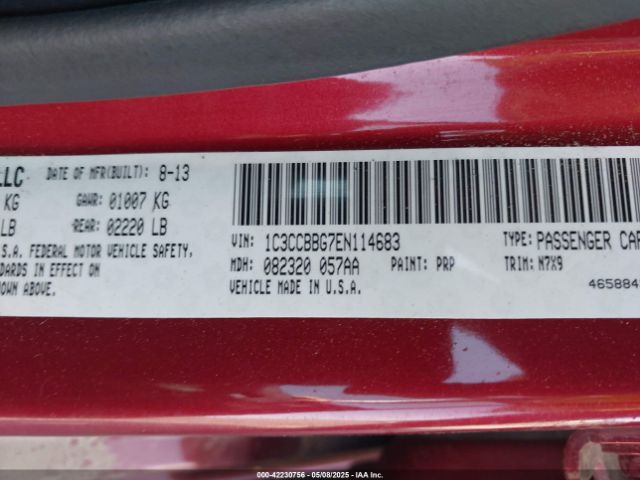 LLC DATE OF MFR(BUILT): 8-13
KG GAWR: 01007 KG
LB REAR: 02220 LB
S.A. FEDERAL MOTOR VEHICLE SAFETY,
DARDS IN EFFECT ON
OWN ABOVE.
VIN: 1C3CCBBG7EN114683 TYPE: PASSENGER CAR
MDH: 082320 057AA PAINT: PRP TRIM: N7X9
VEHICLE MADE IN U.S.A.
465884
000-42230756 - 05/08/2025 - IAA Inc.